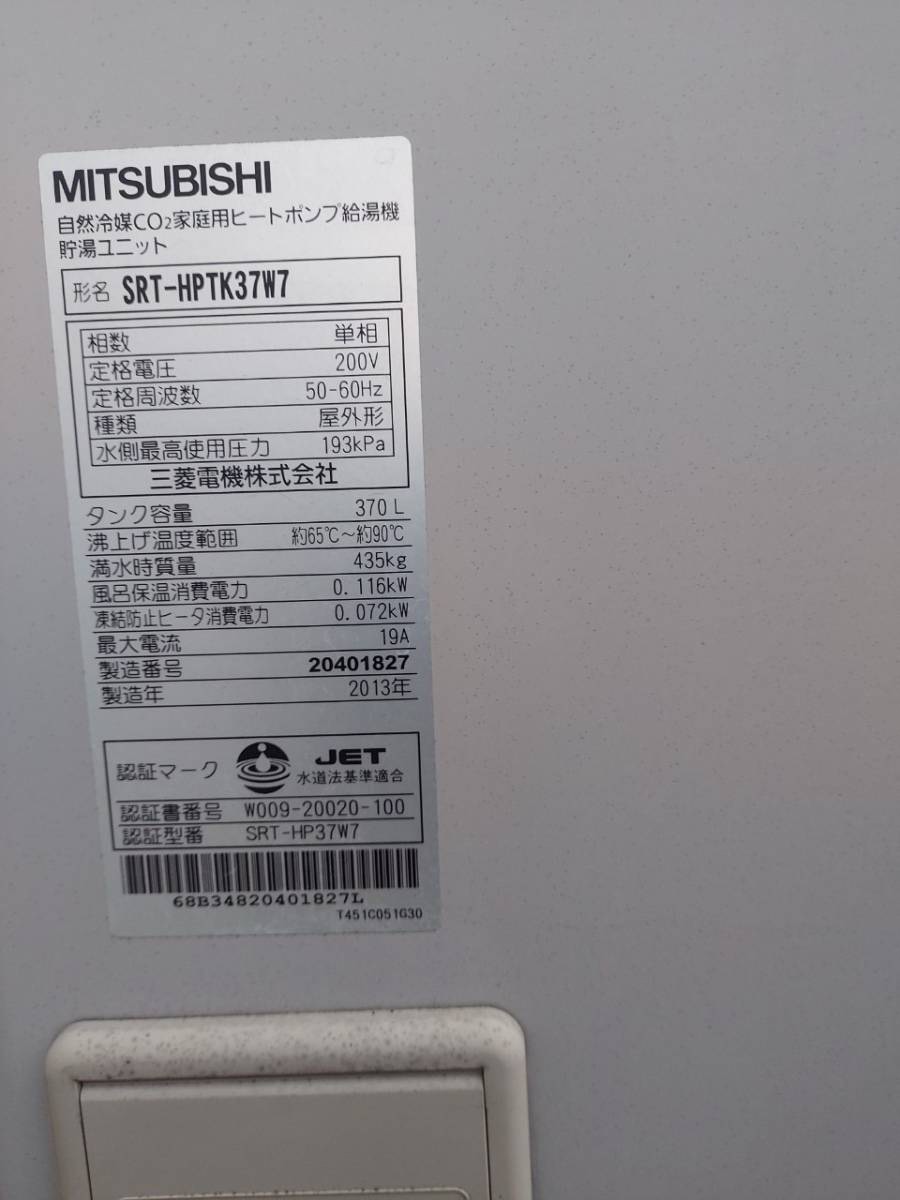 MITSUBISHI
自然冷媒CO₂家庭用ヒートポンプ給湯機
貯湯ユニット
形名 SRT-HPTK37W7
相数 単相
定格電圧 200V
定格周波数 50-60Hz
種類 屋外形
水側最高使用圧力 193kPa
三菱電機株式会社
タンク容量 370L
沸上げ温度範囲 約65℃～約90℃
満水時質量 435kg
風呂保温消費電力 0.116kW
凍結防止ヒータ消費電力 0.072kW
最大電流 19A
製造番号 20401827
製造年 2013年
認証マーク JET
水道法基準適合
認証書番号 W009-20020-100
認証型番 SRT-HP37W7
68B34820401827L
T451C051G30